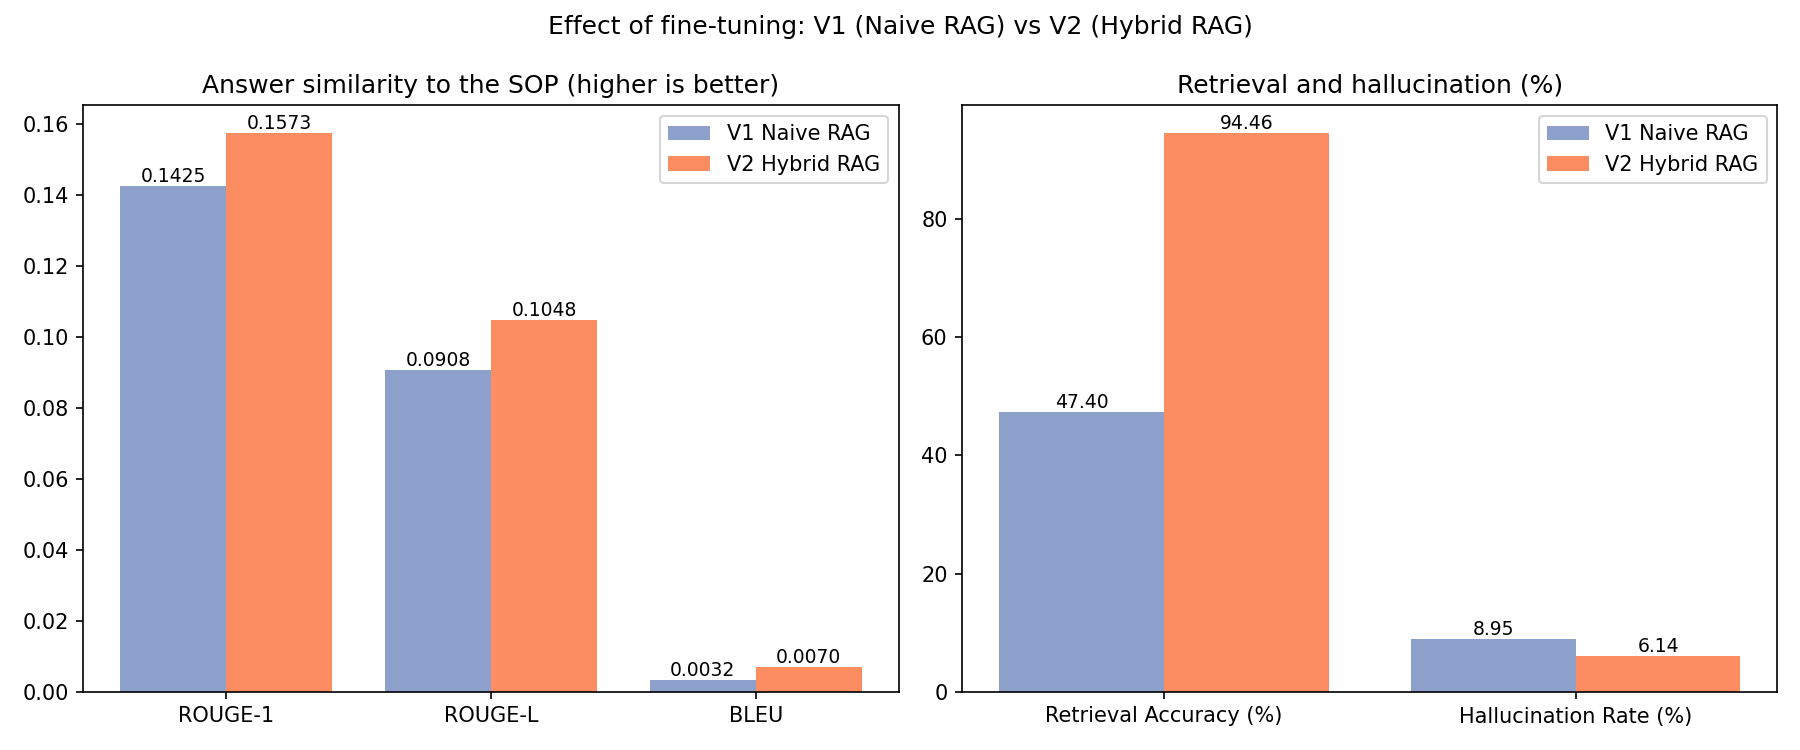 Effect of fine-tuning: V1 (Naive RAG) vs V2 (Hybrid RAG)
Answer similarity to the SOP (higher is better)
V1 Naive RAG
V2 Hybrid RAG
0.16
0.14
0.12
0.10
0.08
0.06
0.04
0.02
0.00
0.1425
0.1573
0.0908
0.1048
0.0032
0.0070
ROUGE-1
ROUGE-L
BLEU
Retrieval and hallucination (%)
V1 Naive RAG
V2 Hybrid RAG
80
60
40
20
0
47.40
94.46
8.95
6.14
Retrieval Accuracy (%)
Hallucination Rate (%)